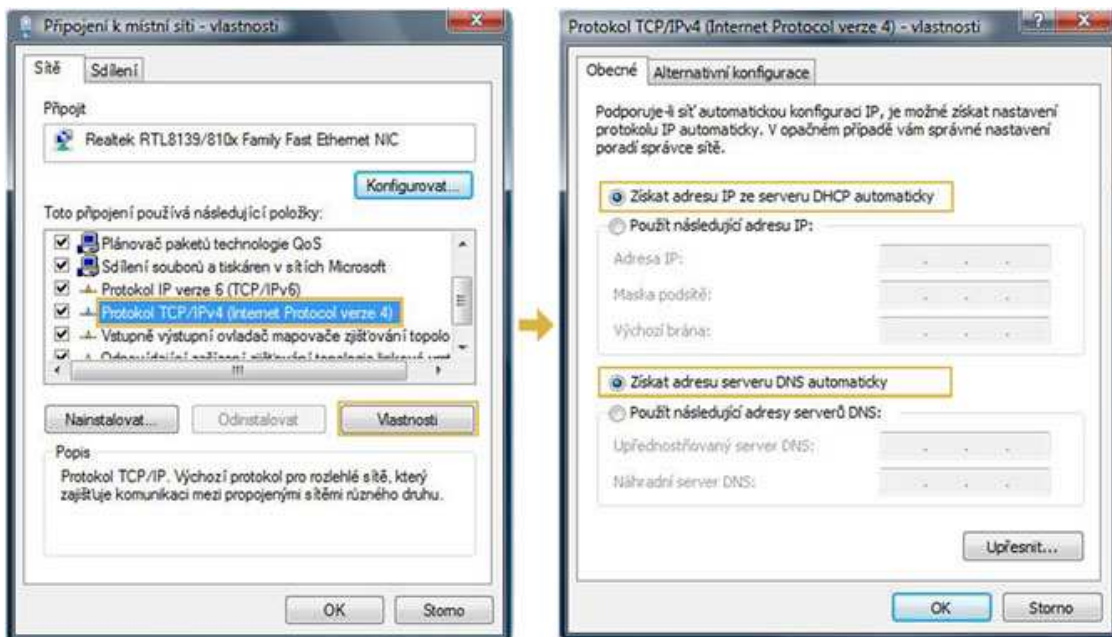 Připojení k místní síti - vlastnosti
Sítě
Sdílení
Připojit
Realtek RTL8139/810x Family Fast Ethernet NIC
Konfigurovat...
Toto připojení používá následující položky:
Plánovač paketů technologie QoS
Sdílení souborů a tiskáren v sítích Microsoft
Protokol IP verze 6 (TCP/IPv6)
Protokol TCP/IPv4 (Internet Protocol verze 4)
Vstupně výstupní ovladač mapovače zjišťování topolo
Odpovídající zařízení zjišťování topologie linkové vrst
Nainstalovat...
Odinstalovat
Vlastnosti
Popis
Protokol TCP/IP. Výchozí protokol pro rozlehlé sítě, který
zajišťuje komunikaci mezi propojenými sítěmi různého druhu.
OK
Storno
Protokol TCP/IPv4 (Internet Protocol verze 4) - vlastnosti
Obecné
Alternativní konfigurace
Podporuje-li síť automatickou konfiguraci IP, je možné získat nastavení
protokolu IP automaticky. V opačném případě vám správné nastavení
poradí správce sítě.
Získat adresu IP ze serveru DHCP automaticky
Použít následující adresu IP:
Adresa IP:
Maska podsítě:
Výchozí brána:
Získat adresu serveru DNS automaticky
Použít následující adresy serverů DNS:
Upřednostňovaný server DNS:
Náhradní server DNS:
Upřesnit...
OK
Storno